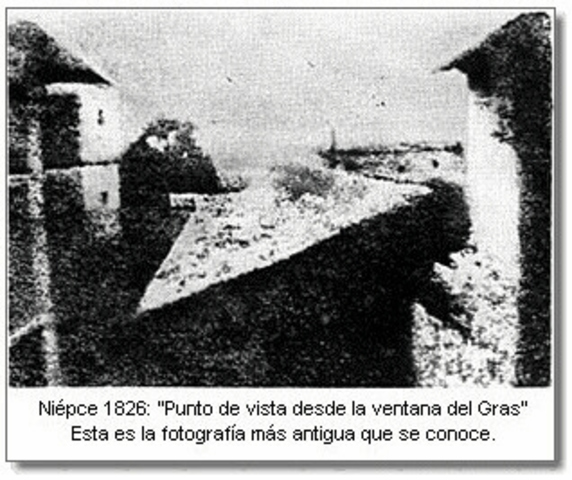 Niépce 1826: "Punto de vista desde la ventana del Gras"
Esta es la fotografía más antigua que se conoce.